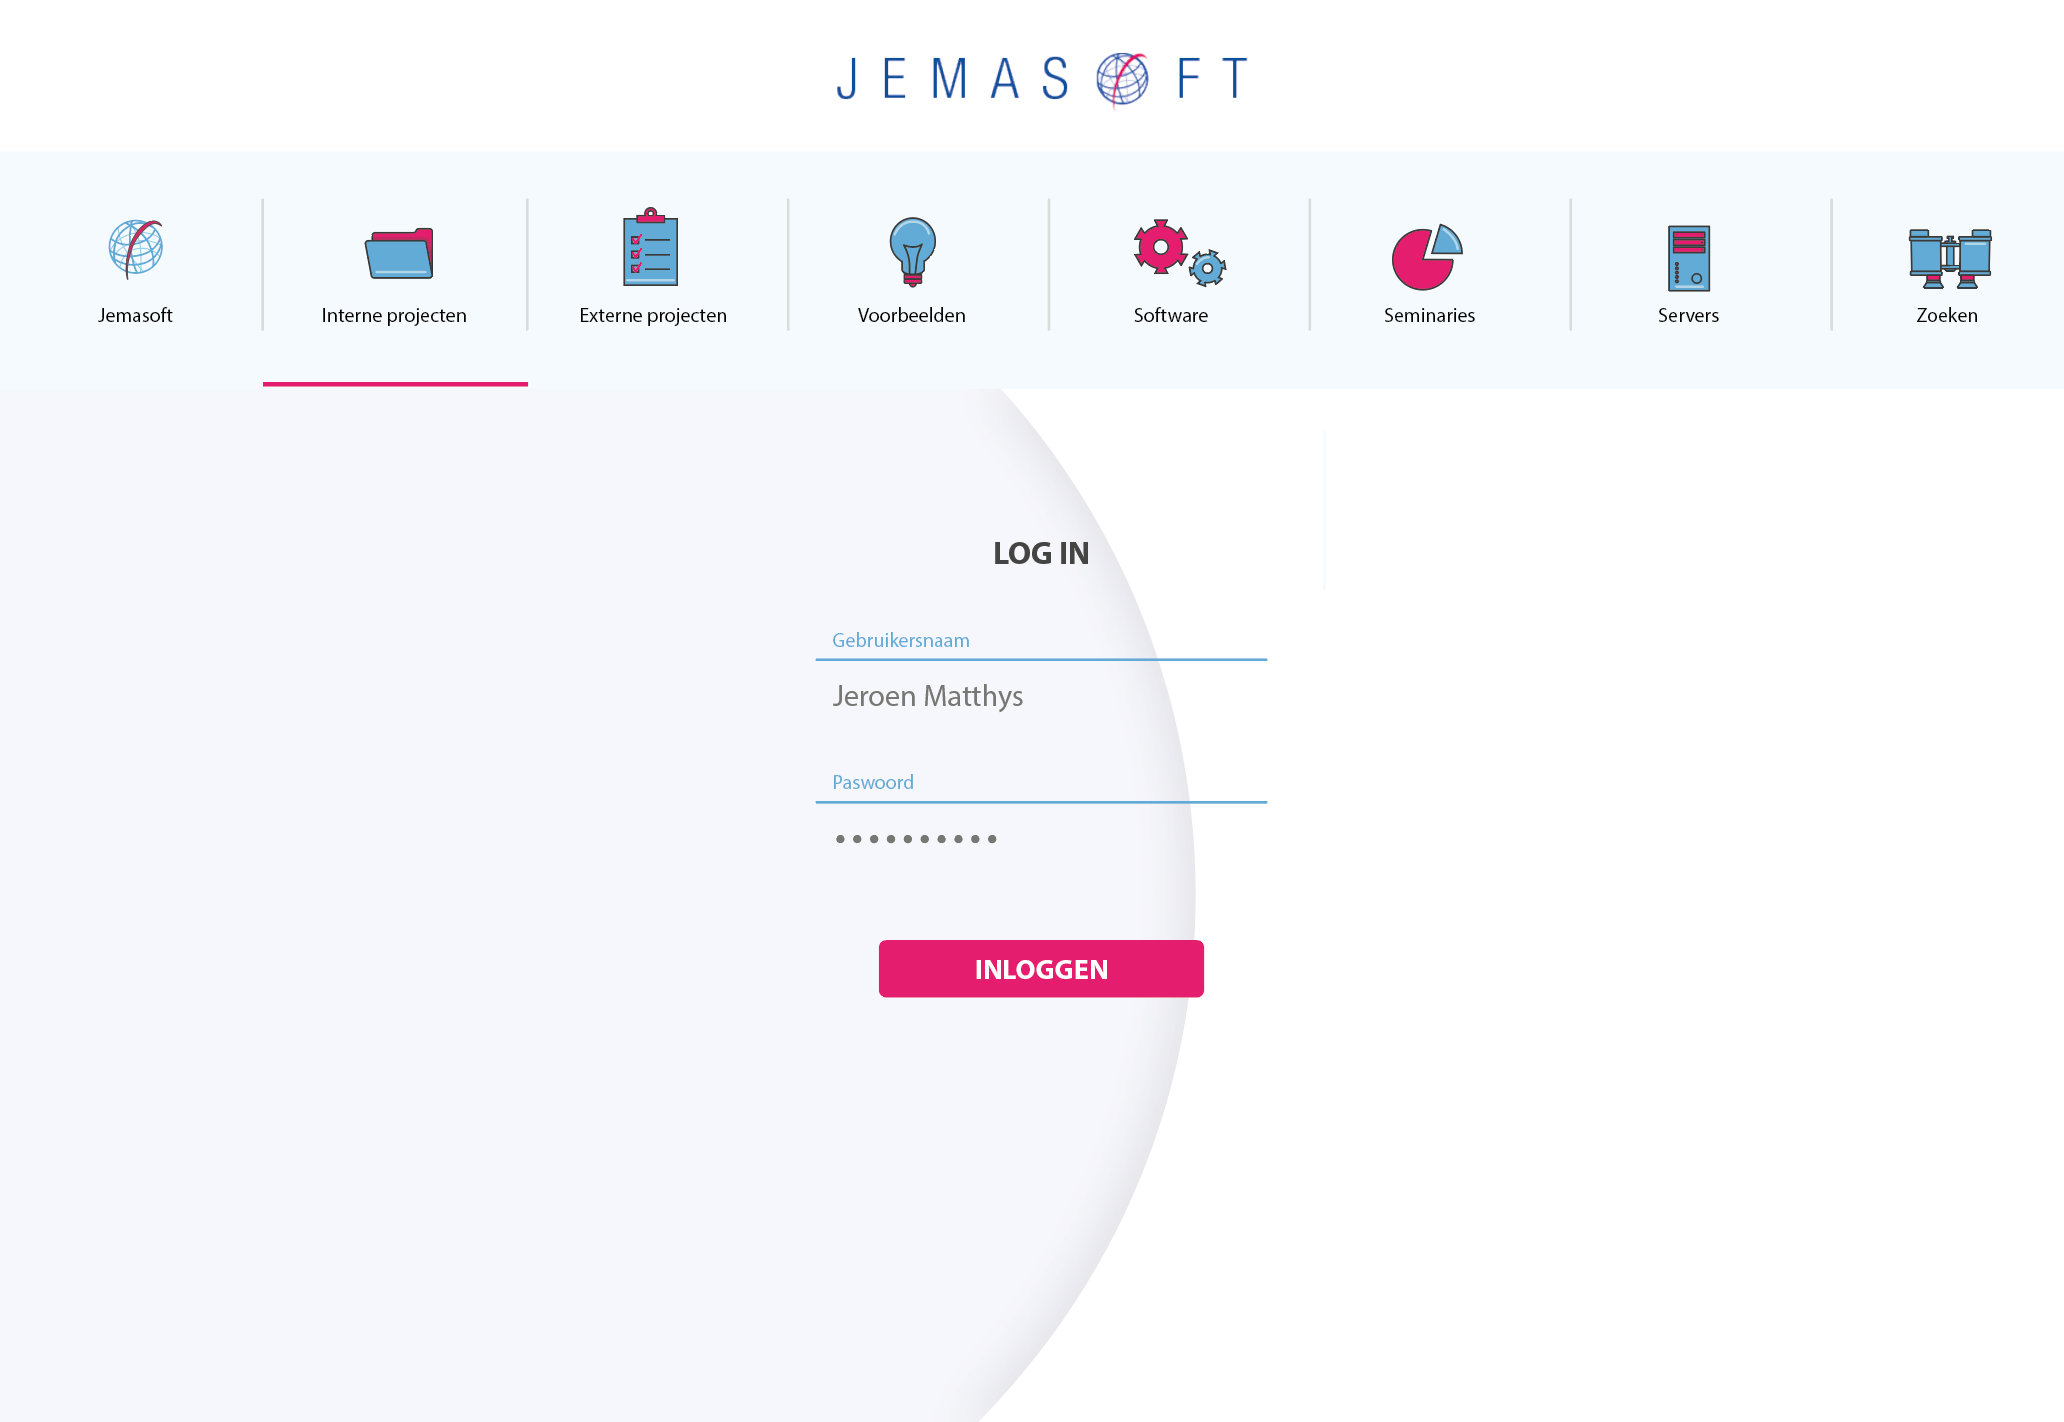 JEMASOFT
Jemasoft
Interne projecten
Externe projecten
Voorbeelden
Software
Seminaries
Servers
Zoeken
LOG IN
Gebruikersnaam
Jeroen Matthys
Paswoord
••••••••••
INLOGGEN